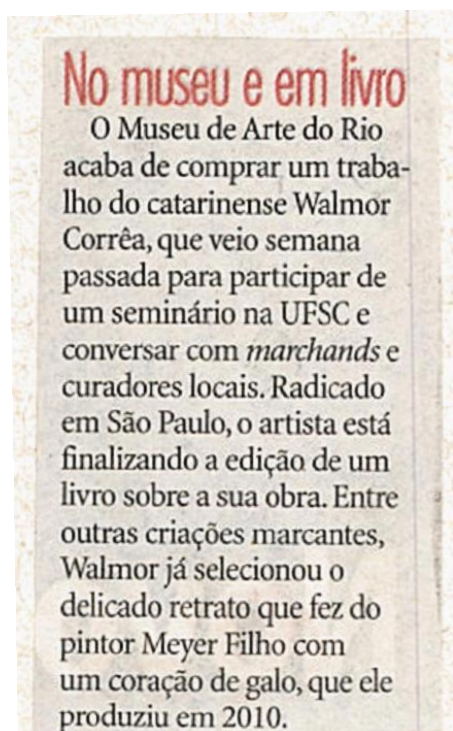 No museu e em livro
O Museu de Arte do Rio
acaba de comprar um traba-
lho do catarinense Walmor
Corrêa, que veio semana
passada para participar de
um seminário na UFSC e
conversar com marchands e
curadores locais. Radicado
em São Paulo, o artista está
finalizando a edição de um
livro sobre a sua obra. Entre
outras criações marcantes,
Walmor já selecionou o
delicado retrato que fez do
pintor Meyer Filho com
um coração de galo, que ele
produziu em 2010.